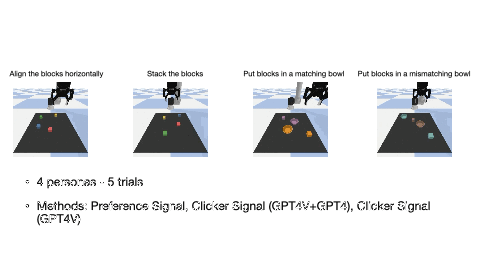 Align the blocks horizontally
Stack the blocks
Put blocks in a matching bowl
Put blocks in a mismatching bowl
4 personas - 5 trials
Methods: Preference Signal, Clicker Signal (GPT4V+GPT4), Clicker Signal
(GPT4V)